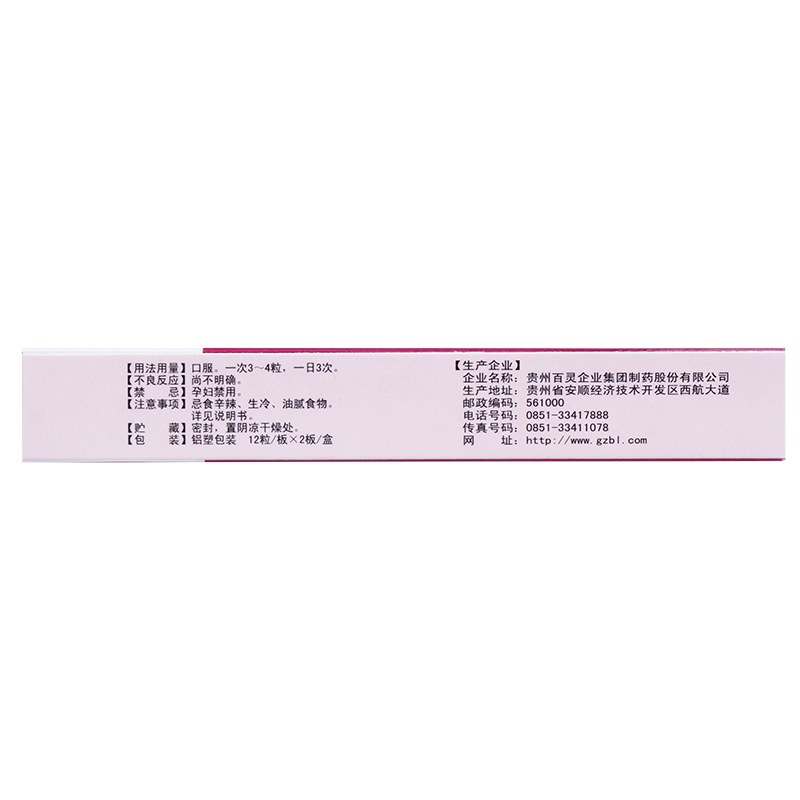 【用法用量】口服。一次3～4粒，一日3次。
【不良反应】尚不明确。
【禁　　忌】孕妇禁用。
【注意事项】忌食辛辣、生冷、油腻食物。
详见说明书。
【贮　　藏】密封，置阴凉干燥处。
【包　　装】铝塑包装 12粒/板×2板/盒
【生产企业】
企业名称：贵州百灵企业集团制药股份有限公司
生产地址：贵州省安顺经济技术开发区西航大道
邮政编码：561000
电话号码：0851-33417888
传真号码：0851-33411078
网　　址：http://www.gzbl.com